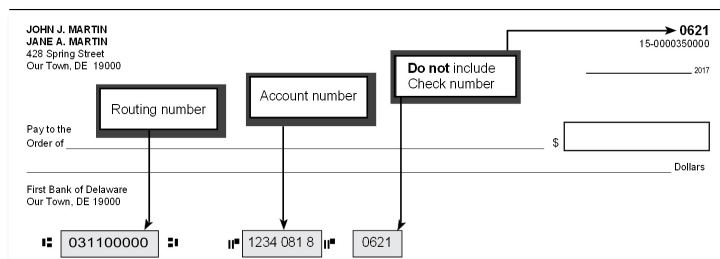 JOHN J. MARTIN
JANE A. MARTIN
428 Spring Street
Our Town, DE 19000
0621
15-0000350000
2017
Do not include
Check number
Account number
Routing number
Pay to the
Order of
$
Dollars
First Bank of Delaware
Our Town, DE 19000
⑆ 031100000 ⑆ ⑈ 1234 081 8 ⑈ 0621